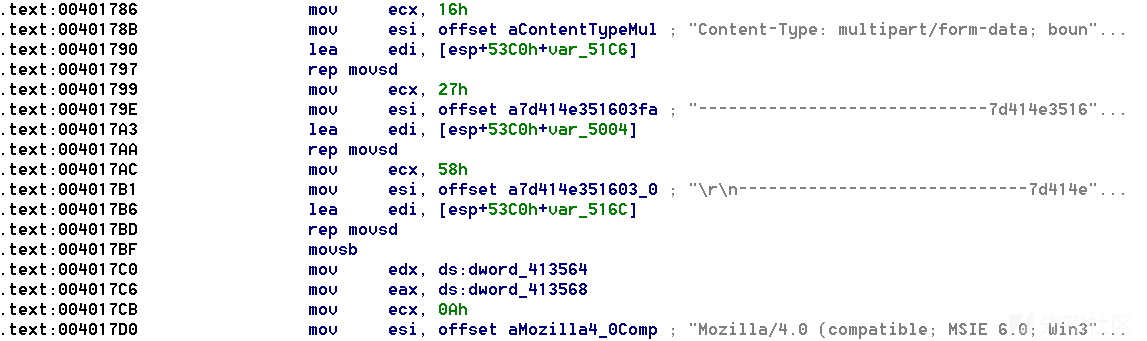 .text:00401786 mov ecx, 16h
.text:0040178B mov esi, offset aContentTypeMul ; "Content-Type: multipart/form-data; boun"...
.text:00401790 lea edi, [esp+53C0h+var_51C6]
.text:00401797 rep movsd
.text:00401799 mov ecx, 27h
.text:0040179E mov esi, offset a7d414e351603fa ; "-----------------------------7d414e3516"...
.text:004017A3 lea edi, [esp+53C0h+var_5004]
.text:004017AA rep movsd
.text:004017AC mov ecx, 58h
.text:004017B1 mov esi, offset a7d414e351603_0 ; "\r\n-----------------------------7d414e"...
.text:004017B6 lea edi, [esp+53C0h+var_516C]
.text:004017BD rep movsd
.text:004017BF movsb
.text:004017C0 mov edx, ds:dword_413564
.text:004017C6 mov eax, ds:dword_413568
.text:004017CB mov ecx, 0Ah
.text:004017D0 mov esi, offset aMozilla4_0Comp ; "Mozilla/4.0 (compatible; MSIE 6.0; Win3"...